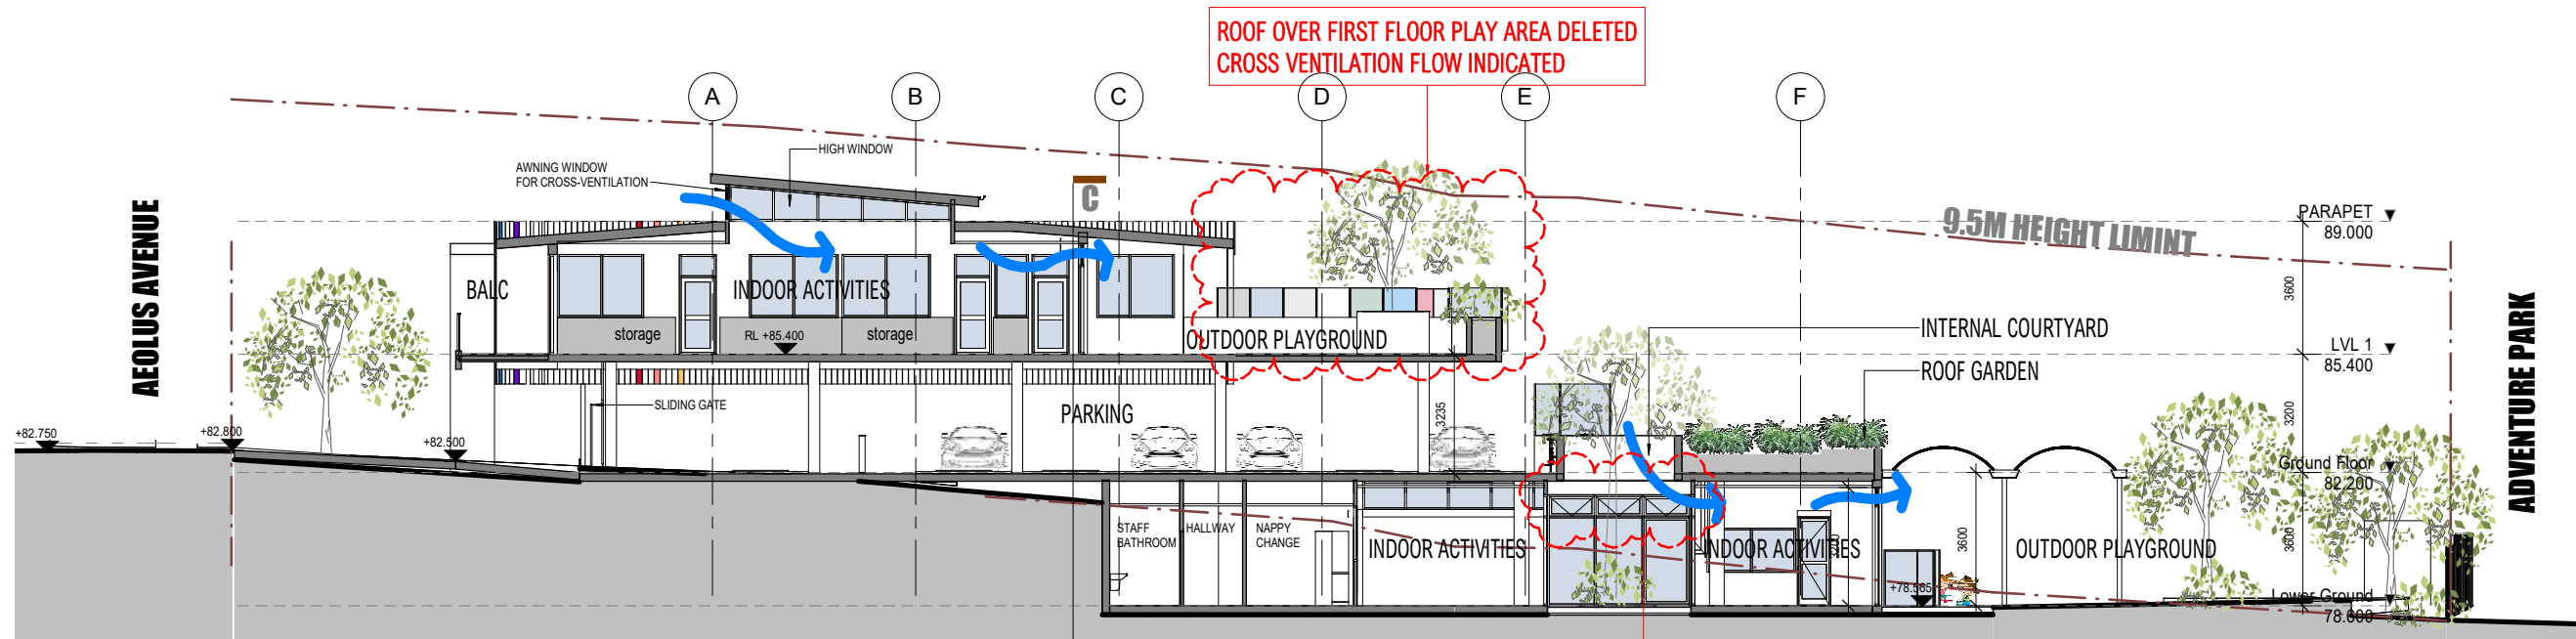 ROOF OVER FIRST FLOOR PLAY AREA DELETED
CROSS VENTILATION FLOW INDICATED
A
B
C
D
E
F
HIGH WINDOW
AWNING WINDOW
FOR CROSS-VENTILATION
C
AEOLUS AVENUE
9.5M HEIGHT LIMINT
PARAPET
89.000
3600
BALC
INDOOR ACTIVITIES
storage
RL +85.400
storage
OUTDOOR PLAYGROUND
INTERNAL COURTYARD
LVL 1
85.400
ROOF GARDEN
ADVENTURE PARK
SLIDING GATE
PARKING
3235
3200
+82.750
+82.800
+82.500
Ground Floor
82.200
STAFF
BATHROOM
HALLWAY
NAPPY
CHANGE
INDOOR ACTIVITIES
INDOOR ACTIVITIES
3600
OUTDOOR PLAYGROUND
3600
+78.565
Lower Ground
78.600